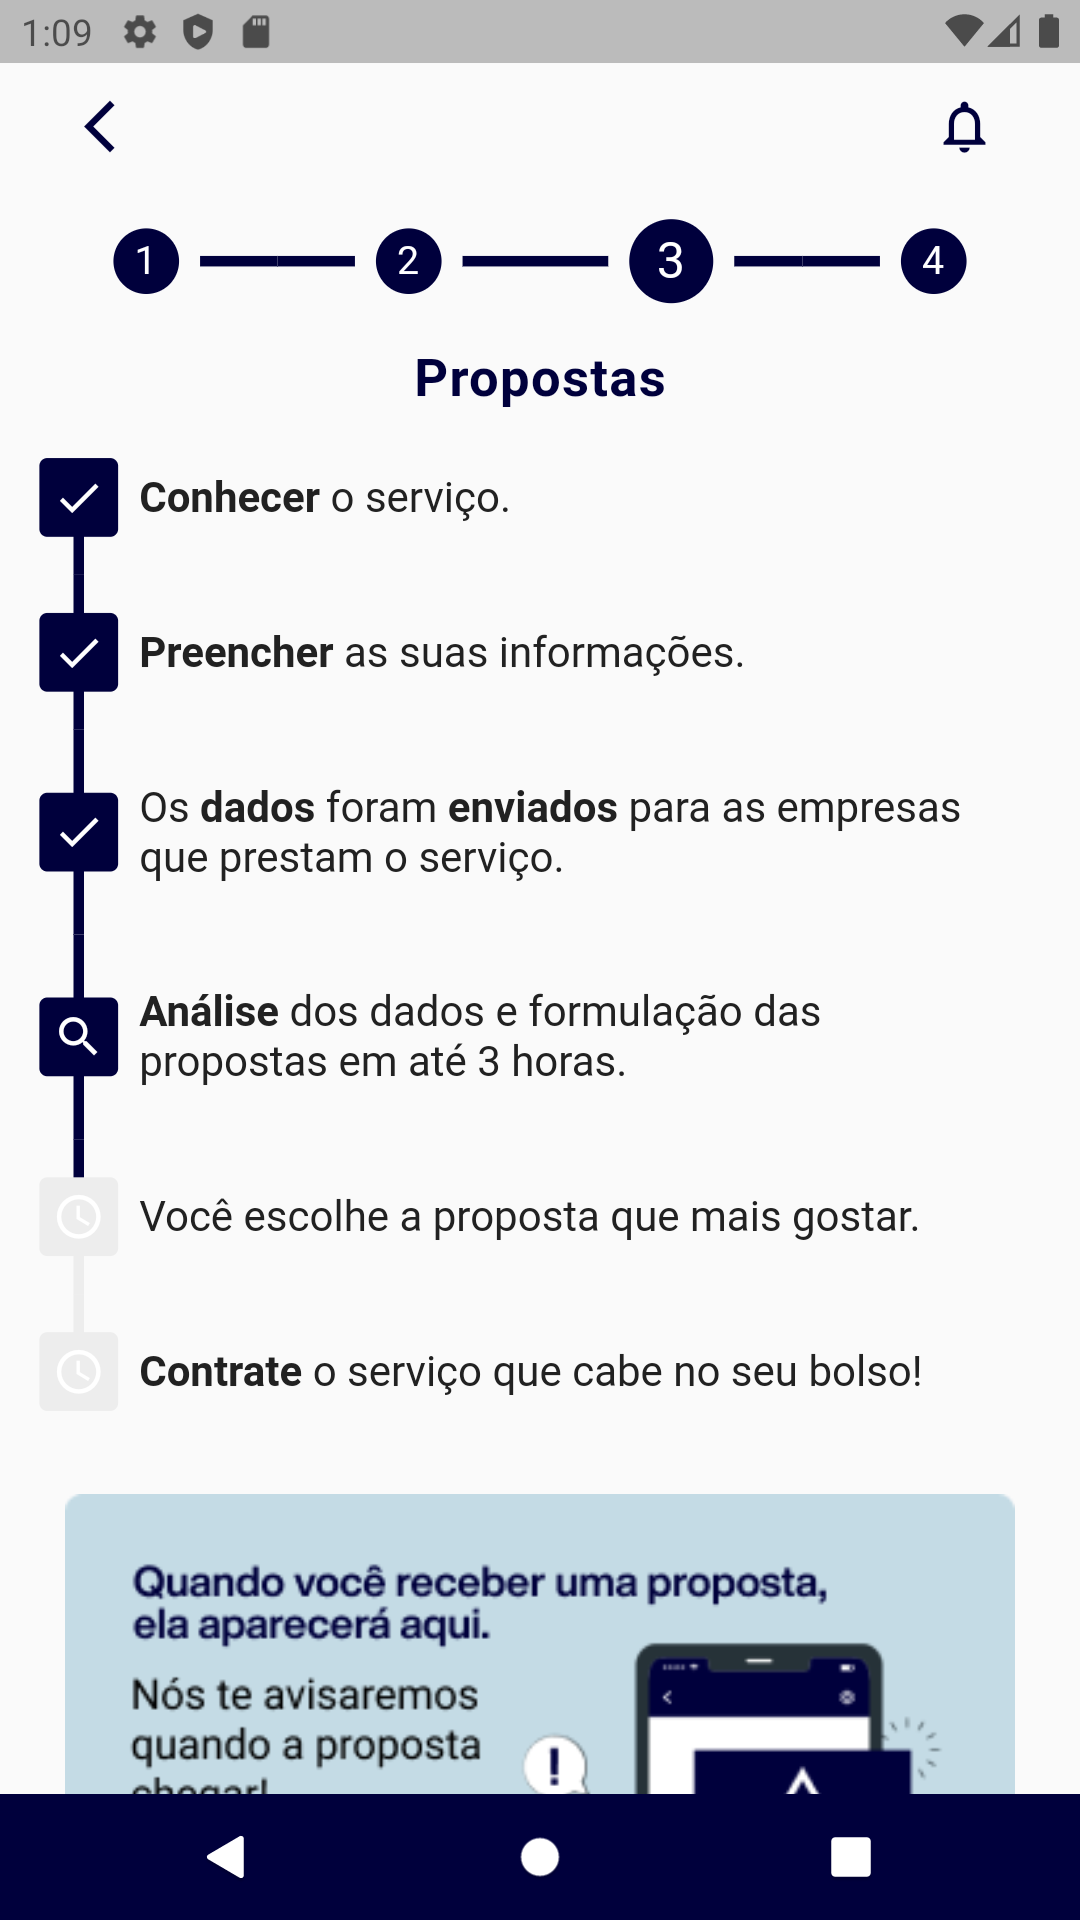 1:09
1
2
3
4
Propostas
Conhecer o serviço.
Preencher as suas informações.
Os dados foram enviados para as empresas
que prestam o serviço.
Análise dos dados e formulação das
propostas em até 3 horas.
Você escolhe a proposta que mais gostar.
Contrate o serviço que cabe no seu bolso!
Quando você receber uma proposta,
ela aparecerá aqui.
Nós te avisaremos
quando a proposta
chegar!
!